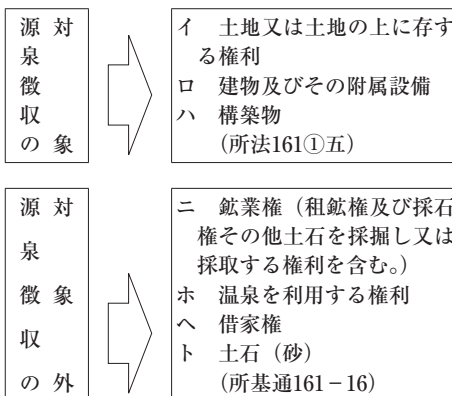 源泉徴収の対象
イ　土地又は土地の上に存す
る権利
ロ　建物及びその附属設備
ハ　構築物
(所法161①五)
源泉徴収の対象外
ニ　鉱業権（租鉱権及び採石
権その他土石を採掘し又は
採取する権利を含む。）
ホ　温泉を利用する権利
ヘ　借家権
ト　土石（砂）
(所基通161－16)